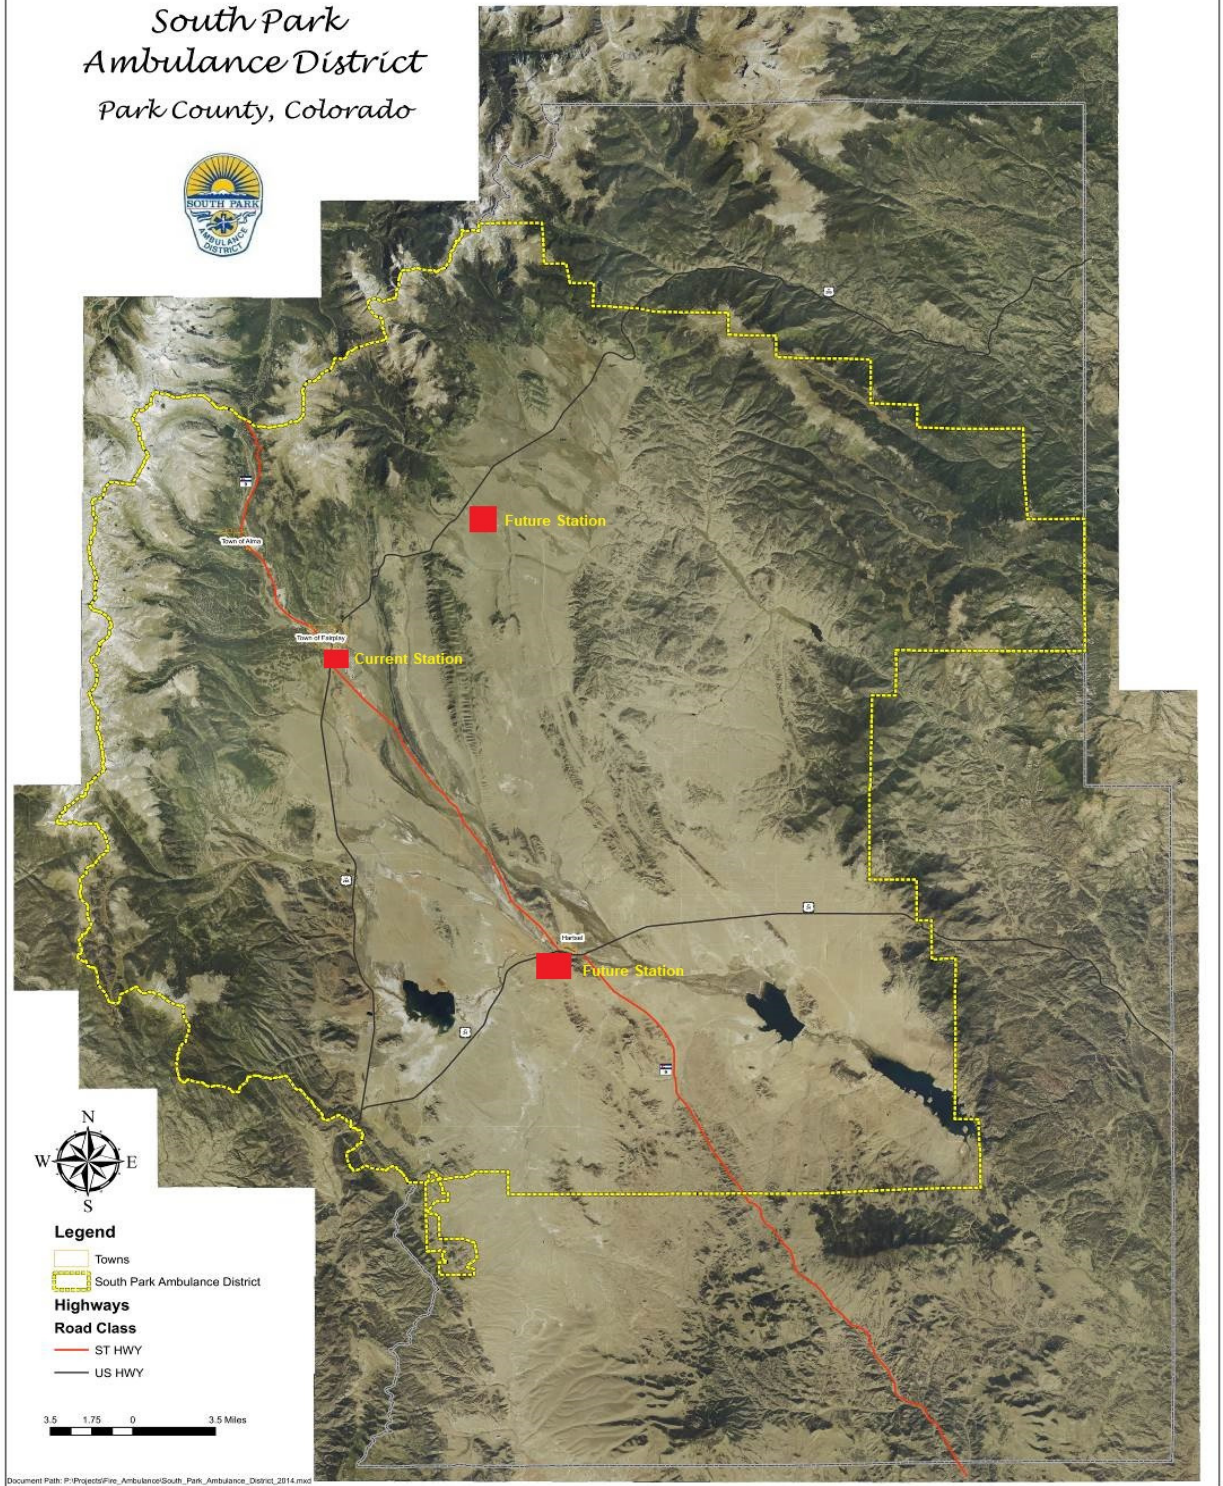 South Park
Ambulance District
Park County, Colorado
SOUTH PARK
AMBULANCE
DISTRICT
Future Station
Town of Alma
Town of Fairplay
Current Station
Hartsel
Future Station
N
W E
S
Legend
Towns
South Park Ambulance District
Highways
Road Class
ST HWY
US HWY
3.5 1.75 0 3.5 Miles
Document Path: P:\Projects\Fire_Ambulance\South_Park_Ambulance_District_2014.mxd